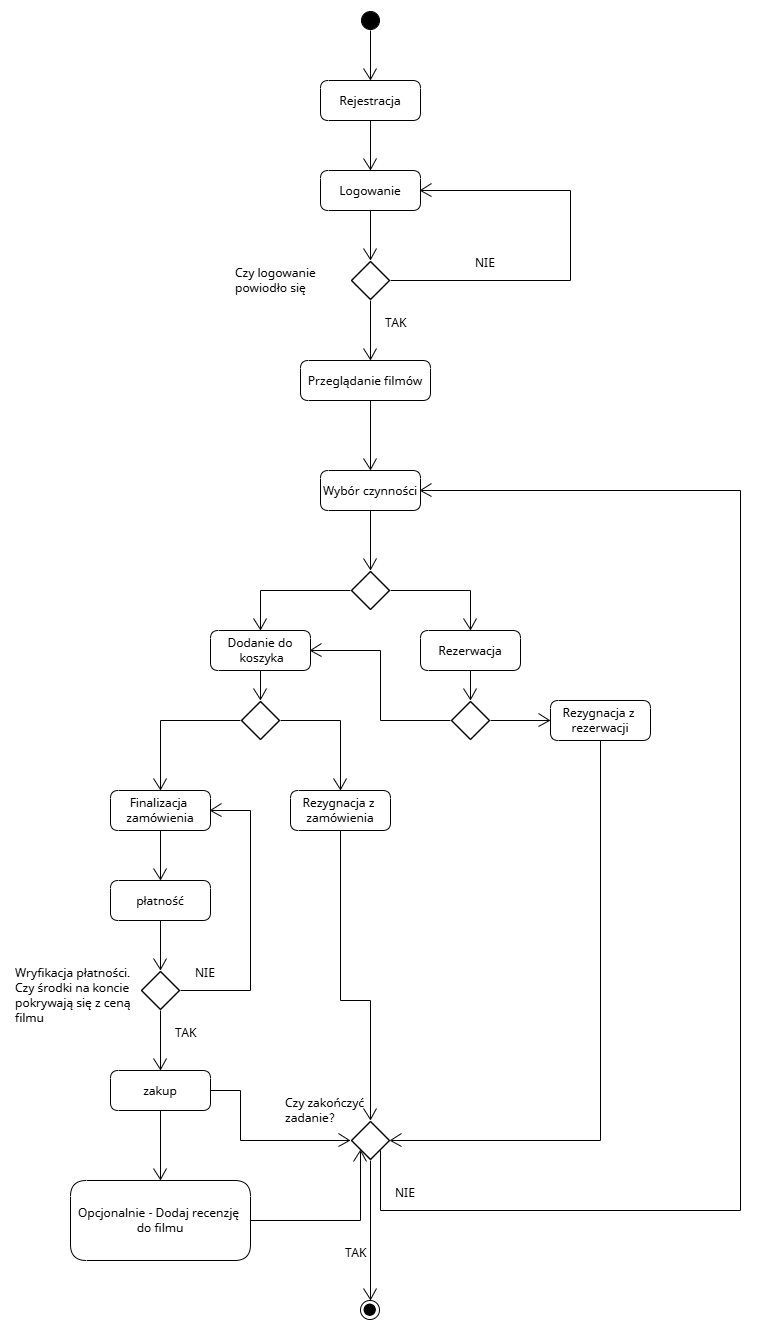 Rejestracja
Logowanie
Czy logowanie
powiodło się
NIE
TAK
Przeglądanie filmów
Wybór czynności
Dodanie do
koszyka
Rezerwacja
Rezygnacja z
rezerwacji
Finalizacja
zamówienia
Rezygnacja z
zamówienia
płatność
Wryfikacja płatności.
Czy środki na koncie
pokrywają się z ceną
filmu
NIE
TAK
zakup
Czy zakończyć
zadanie?
Opcjonalnie - Dodaj recenzję
do filmu
NIE
TAK